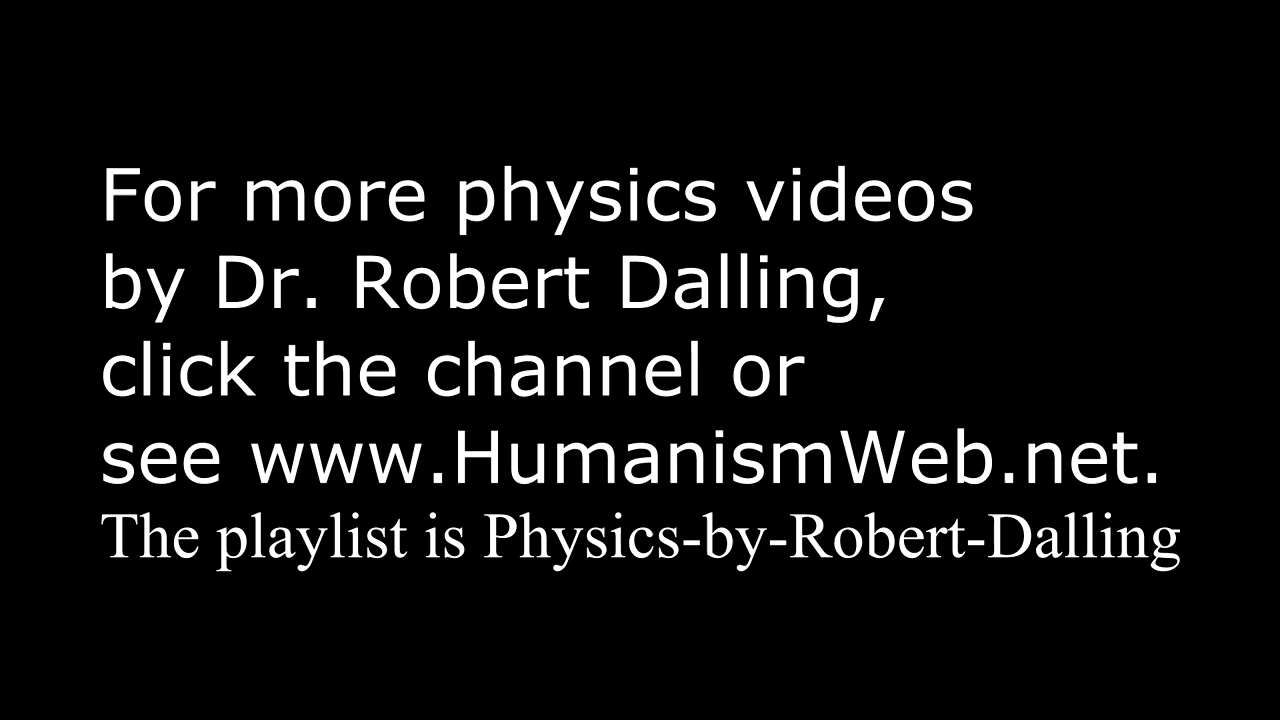 For more physics videos
by Dr. Robert Dalling,
click the channel or
see www.HumanismWeb.net.
The playlist is Physics-by-Robert-Dalling